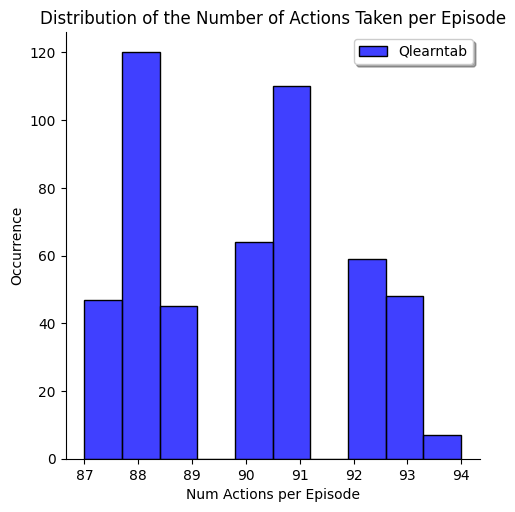 Distribution of the Number of Actions Taken per Episode
Qlearntab
120
100
80
60
40
20
0
Occurrence
87 88 89 90 91 92 93 94
Num Actions per Episode